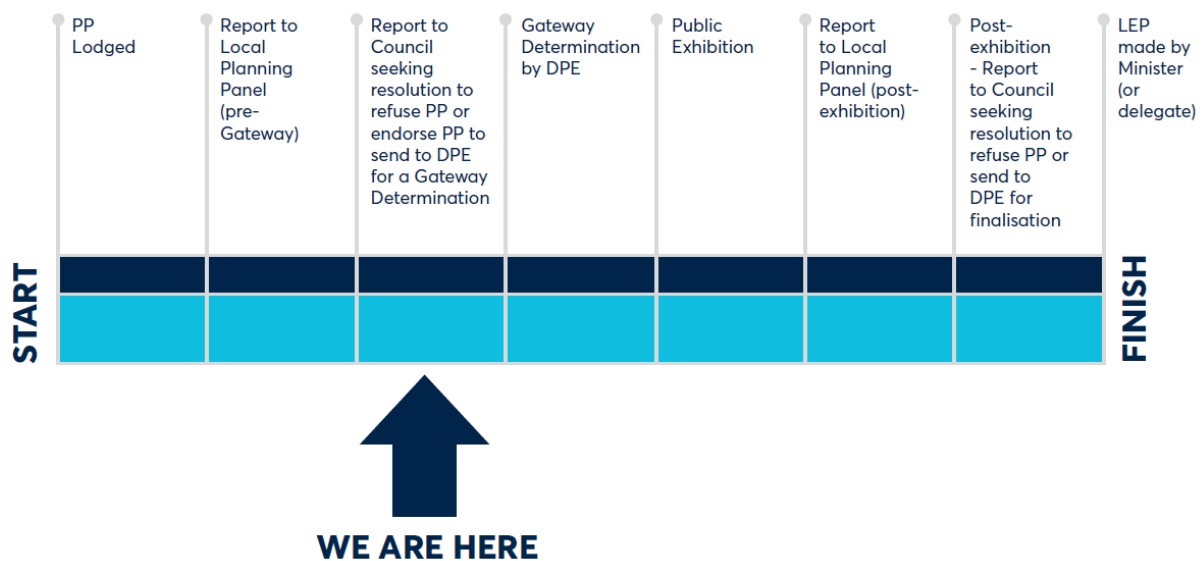 PP
Lodged
Report to
Local
Planning
Panel
(pre-
Gateway)
Report to
Council
seeking
resolution to
refuse PP or
endorse PP to
send to DPE
for a Gateway
Determination
Gateway
Determination
by DPE
Public
Exhibition
Report
to Local
Planning
Panel (post-
exhibition)
Post-
exhibition
- Report
to Council
seeking
resolution to
refuse PP or
send to
DPE for
finalisation
LEP
made by
Minister
(or
delegate)
START
FINISH
WE ARE HERE